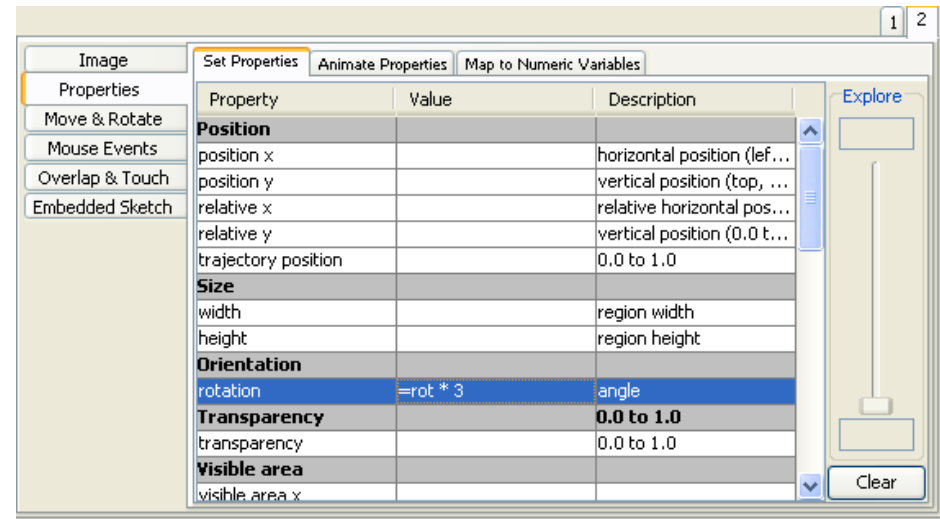 1 2
Image
Properties
Move & Rotate
Mouse Events
Overlap & Touch
Embedded Sketch
Set Properties Animate Properties Map to Numeric Variables
Property Value Description
Position
position x horizontal position (lef...
position y vertical position (top, ...
relative x relative horizontal pos...
relative y vertical position (0.0 t...
trajectory position 0.0 to 1.0
Size
width region width
height region height
Orientation
rotation =rot * 3 angle
Transparency 0.0 to 1.0
transparency 0.0 to 1.0
Visible area
visible area x
Explore
Clear